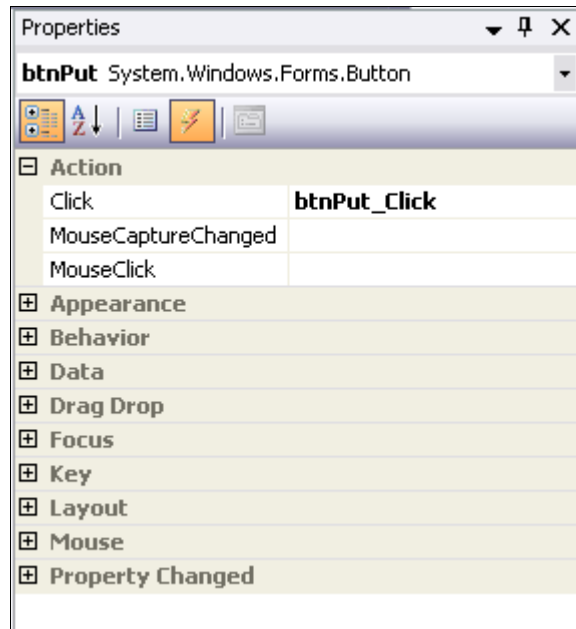 Properties
btnPut System.Windows.Forms.Button
A
Z
Action
Click btnPut_Click
MouseCaptureChanged
MouseClick
Appearance
Behavior
Data
Drag Drop
Focus
Key
Layout
Mouse
Property Changed